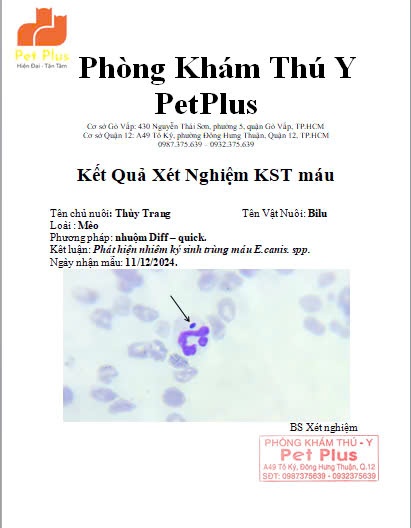 Pet Plus
Hiện Đại - Tận Tâm
Phòng Khám Thú Y
PetPlus
Cơ sở Gò Vấp: 430 Nguyễn Thái Sơn, phường 5, quận Gò Vấp, TP.HCM
Cơ sở Quận 12: A49 Tô Ký, phường Đông Hưng Thuận, Quận 12, TP.HCM
0987.375.639 - 0932.375.639
Kết Quả Xét Nghiệm KST máu
Tên chủ nuôi: Thùy Trang Tên Vật Nuôi: Bilu
Loài : Mèo
Phương pháp: nhuộm Diff – quick.
Kết luận: Phát hiện nhiễm ký sinh trùng máu E.canis. spp.
Ngày nhận mẫu: 11/12/2024.
BS Xét nghiệm
PHÒNG KHÁM THÚ - Y
Pet Plus
A49 Tô Ký, Đông Hưng Thuận, Q.12
SĐT: 0987375639 - 0932375639